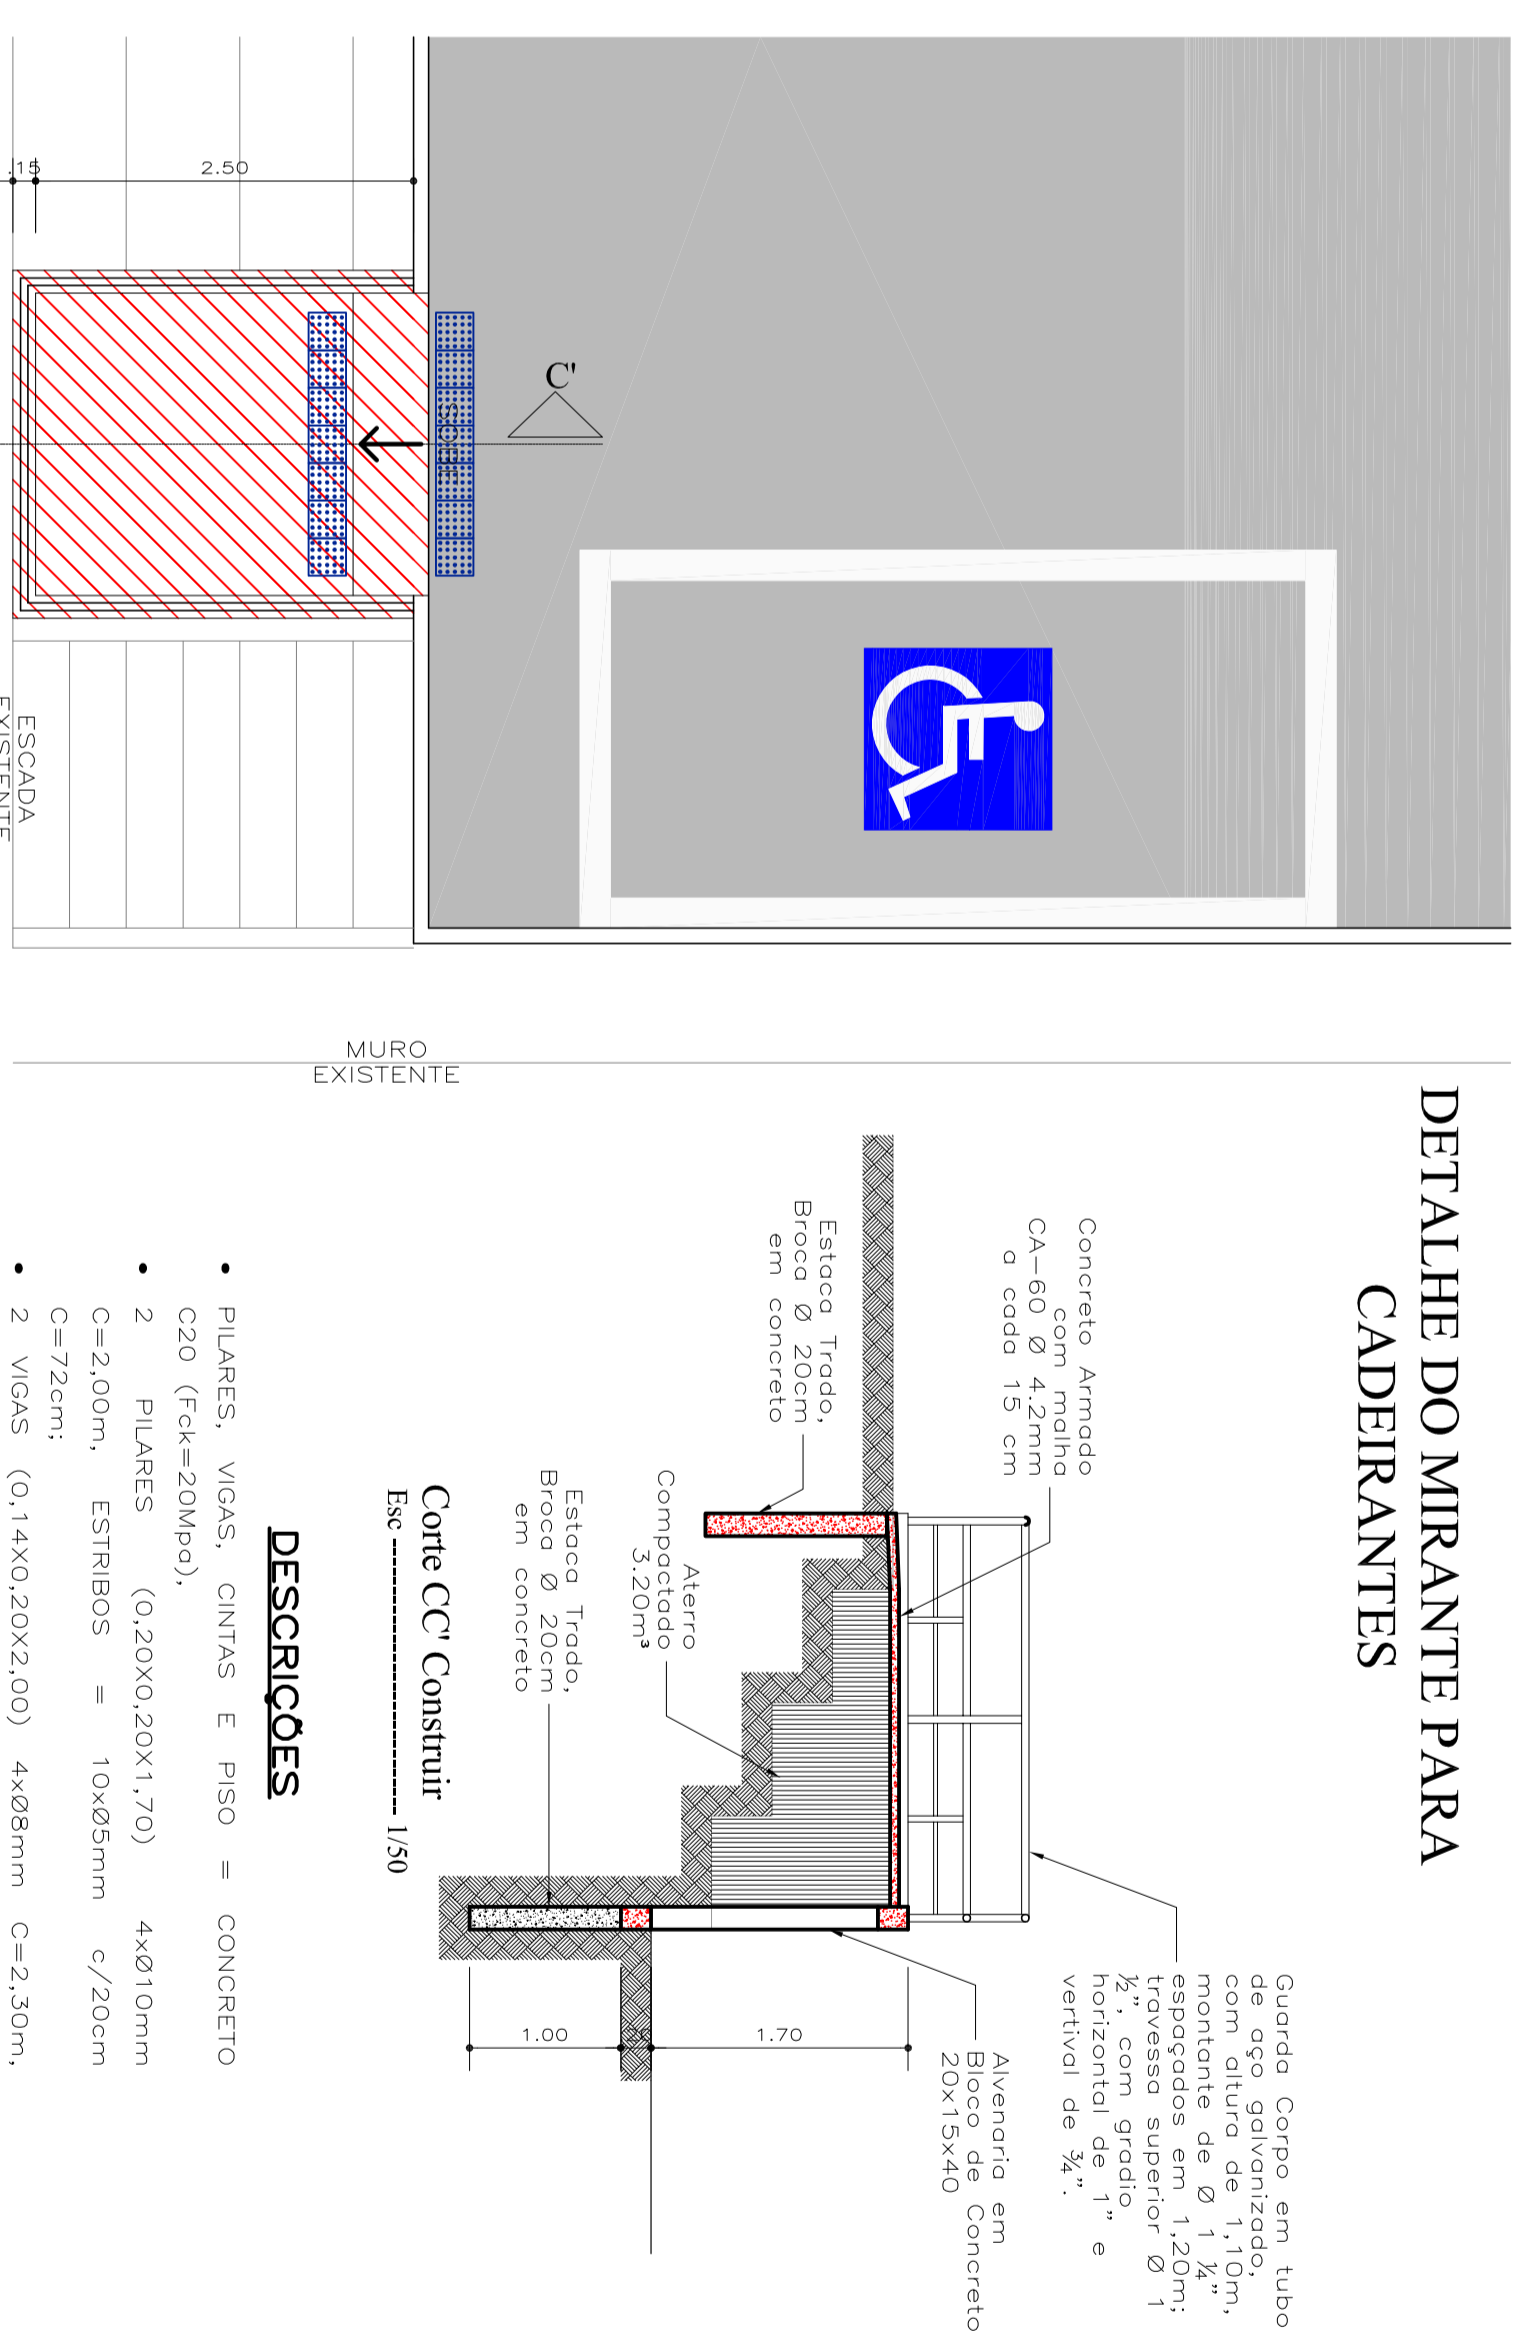 DETALHE DO MIRANTE PARA
CADEIRANTES
Guarda Corpo em tubo
de aço galvanizado,
com altura de 1,10m,
montante de Ø 1 ¼"
espaçados em 1,20m;
travessa superior Ø 1
½", com gradio
horizontal de 1" e
vertival de ¾".
Concreto Armado
com malha
CA-60 Ø 4.2mm
a cada 15 cm
Alvenaria em
Bloco de Concreto
20x15x40
Estaca Trado,
Broca Ø 20cm
em concreto
Aterro
Compactado
3.20m³
Estaca Trado,
Broca Ø 20cm
em concreto
1.70
1.00
Corte CC' Construir
Esc ---------------- 1/50
DESCRIÇÕES
• PILARES, VIGAS, CINTAS E PISO = CONCRETO
C20 (Fck=20Mpa),
• 2 PILARES (0,20X0,20X1,70) 4xØ10mm
C=2,00m, ESTRIBOS = 10xØ5mm c/20cm
C=72cm;
• 2 VIGAS (0,14X0,20X2,00) 4xØ8mm C=2,30m,
C'
SOBE
2.50
.15
ESCADA
EXISTENTE
MURO
EXISTENTE